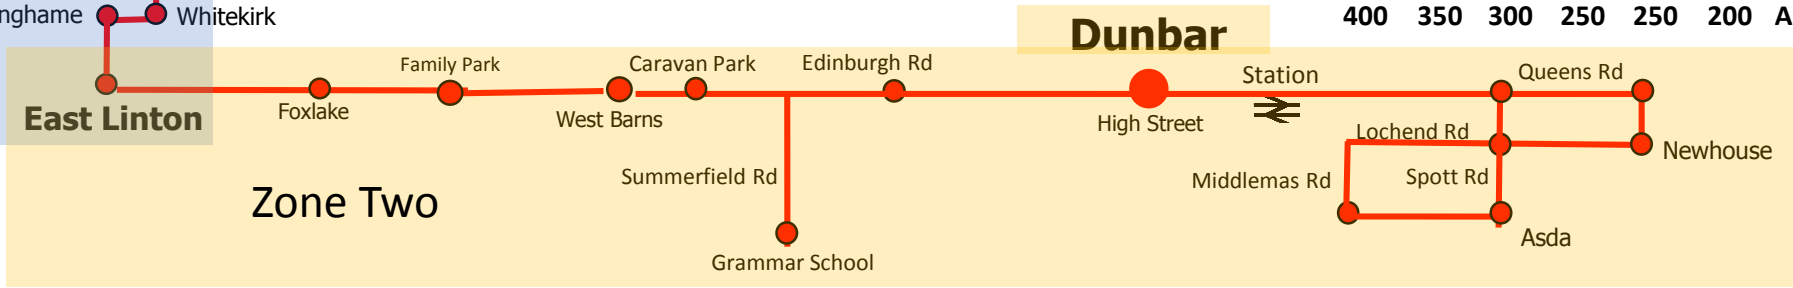 nghame
Whitekirk
400 350 300 250 250 200 A
Dunbar
Family Park
Caravan Park
Edinburgh Rd
Station
Queens Rd
East Linton
Foxlake
West Barns
High Street
Lochend Rd
Newhouse
Zone Two
Summerfield Rd
Middlemas Rd
Spott Rd
Grammar School
Asda